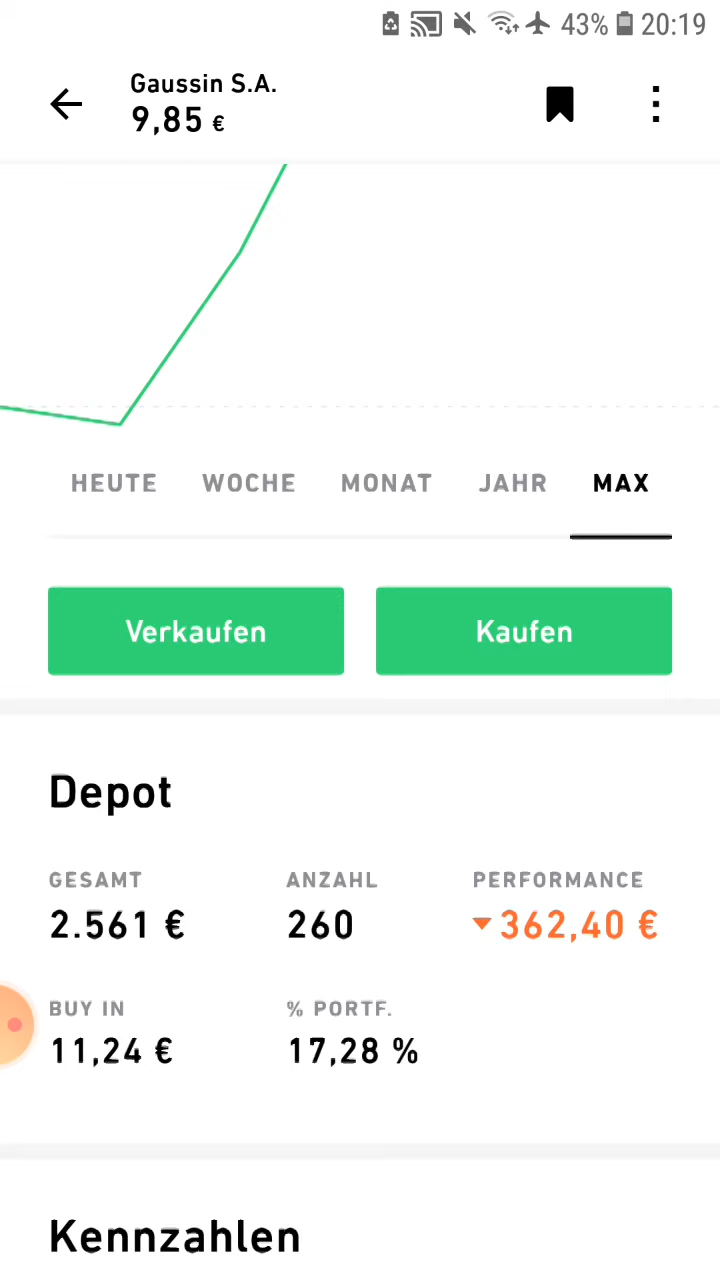 43% 20:19
Gaussin S.A.
9,85 €
HEUTE WOCHE MONAT JAHR MAX
Verkaufen Kaufen
Depot
GESAMT ANZAHL PERFORMANCE
2.561 € 260 362,40 €
BUY IN % PORTF.
11,24 € 17,28 %
Kennzahlen